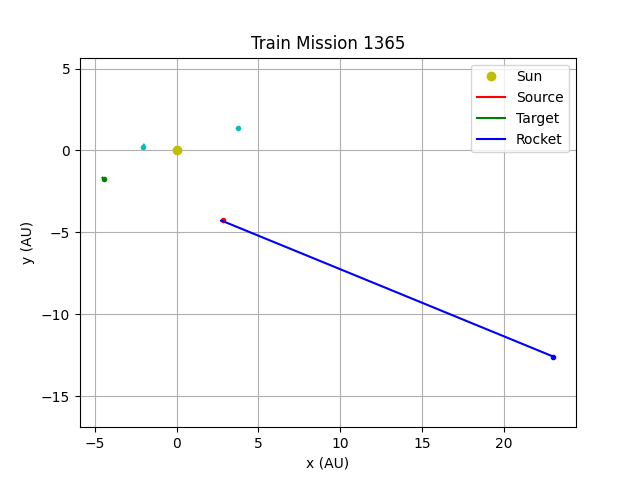 Train Mission 1365
Sun
Source
Target
Rocket
5
0
−5
−10
−15
y (AU)
−5
0
5
10
15
20
x (AU)